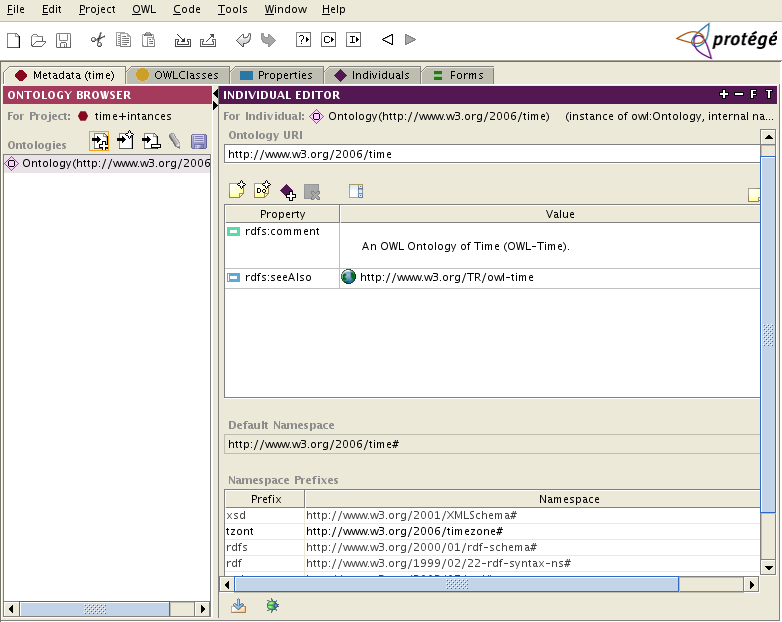 File Edit Project OWL Code Tools Window Help
protégé
Metadata (time) OWLClasses Properties Individuals Forms
ONTOLOGY BROWSER
For Project: time+intances
Ontologies
Ontology(http://www.w3.org/2006
INDIVIDUAL EDITOR + − F T
For Individual: Ontology(http://www.w3.org/2006/time) (instance of owl:Ontology, internal na...
Ontology URI
http://www.w3.org/2006/time
Property Value
rdfs:comment An OWL Ontology of Time (OWL-Time).
rdfs:seeAlso http://www.w3.org/TR/owl-time
Default Namespace
http://www.w3.org/2006/time#
Namespace Prefixes
Prefix Namespace
xsd http://www.w3.org/2001/XMLSchema#
tzont http://www.w3.org/2006/timezone#
rdfs http://www.w3.org/2000/01/rdf-schema#
rdf http://www.w3.org/1999/02/22-rdf-syntax-ns#